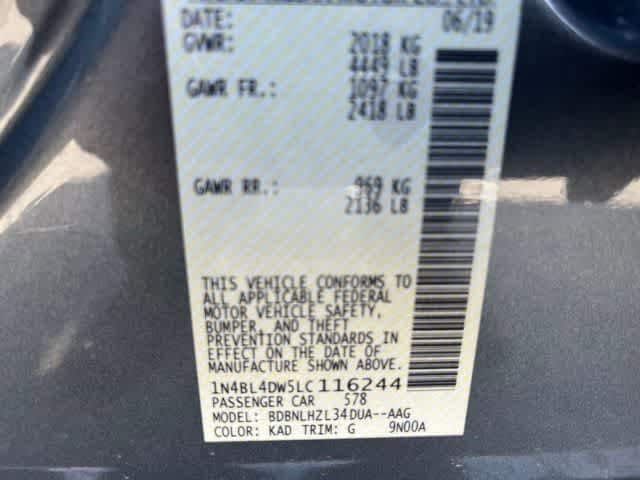 DATE: 06/19
GVWR: 2018 KG
4449 LB
GAWR FR.: 1097 KG
2418 LB
GAWR RR.: 969 KG
2136 LB
THIS VEHICLE CONFORMS TO
ALL APPLICABLE FEDERAL
MOTOR VEHICLE SAFETY,
BUMPER, AND THEFT
PREVENTION STANDARDS IN
EFFECT ON THE DATE OF
MANUFACTURE SHOWN ABOVE.
1N4BL4DW5LC116244
PASSENGER CAR 578
MODEL: BDBNLHZL34DUA--AAG
COLOR: KAD TRIM: G 9N00A